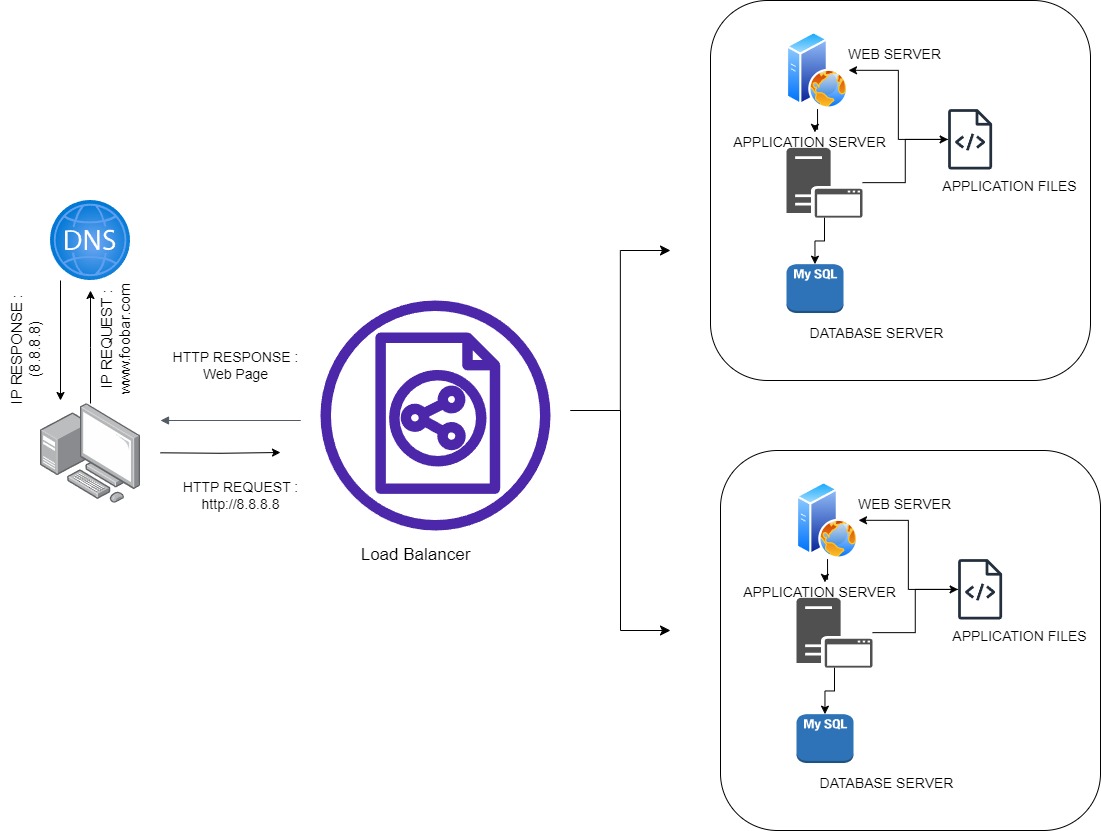 DNS
IP RESPONSE :
(8.8.8.8)
IP REQUEST :
www.foobar.com
HTTP RESPONSE :
Web Page
HTTP REQUEST :
http://8.8.8.8
Load Balancer
WEB SERVER
APPLICATION SERVER
APPLICATION FILES
</>
My SQL
DATABASE SERVER
WEB SERVER
APPLICATION SERVER
APPLICATION FILES
</>
My SQL
DATABASE SERVER